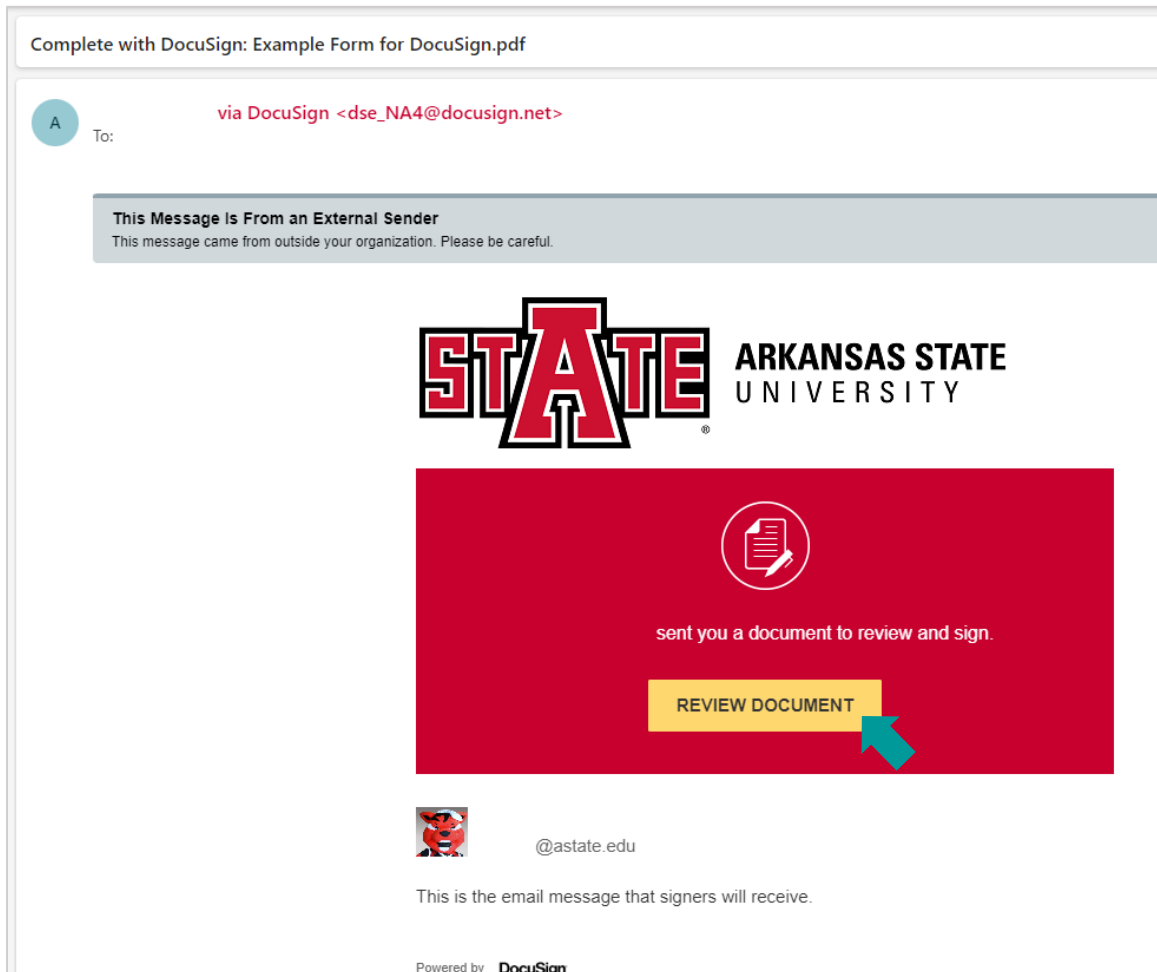 Complete with DocuSign: Example Form for DocuSign.pdf
A
via DocuSign <dse_NA4@docusign.net>
To:
This Message Is From an External Sender
This message came from outside your organization. Please be careful.
STATE
®
ARKANSAS STATE
UNIVERSITY
sent you a document to review and sign.
REVIEW DOCUMENT
@astate.edu
This is the email message that signers will receive.
Powered by DocuSign